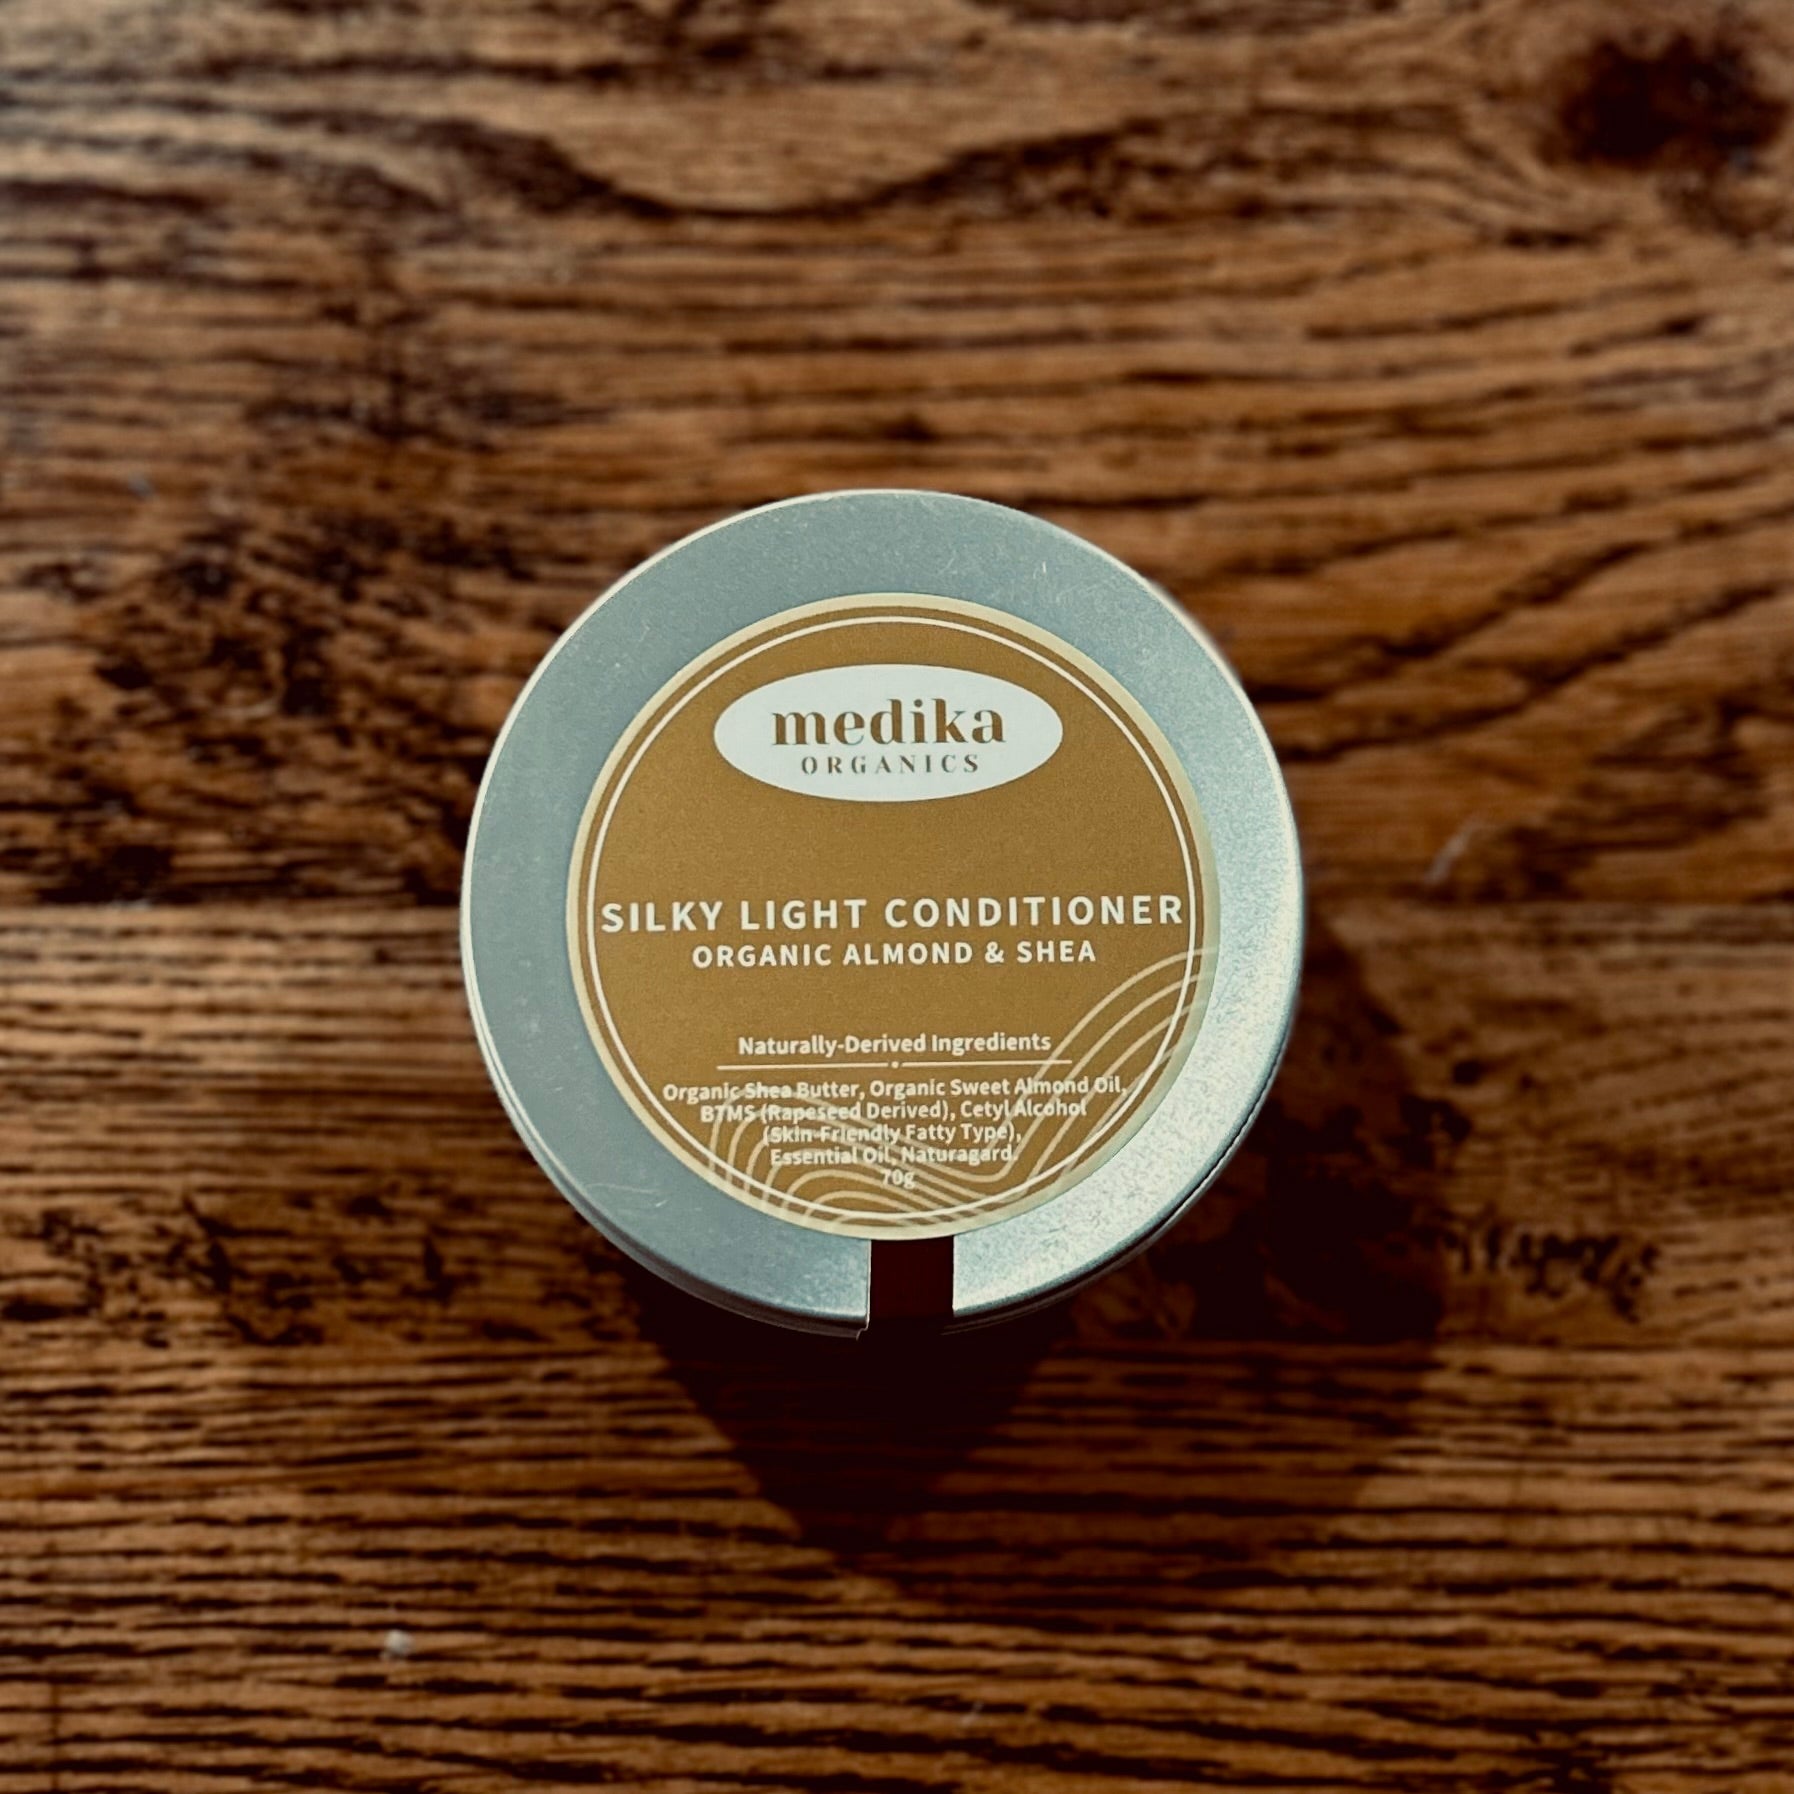 medika
ORGANICS
SILKY LIGHT CONDITIONER
ORGANIC ALMOND & SHEA
Naturally-Derived Ingredients
Organic Shea Butter, Organic Sweet Almond Oil,
BTMS (Rapeseed Derived), Cetyl Alcohol
(Skin-Friendly Fatty Type),
Essential Oil, Naturagard.
70g